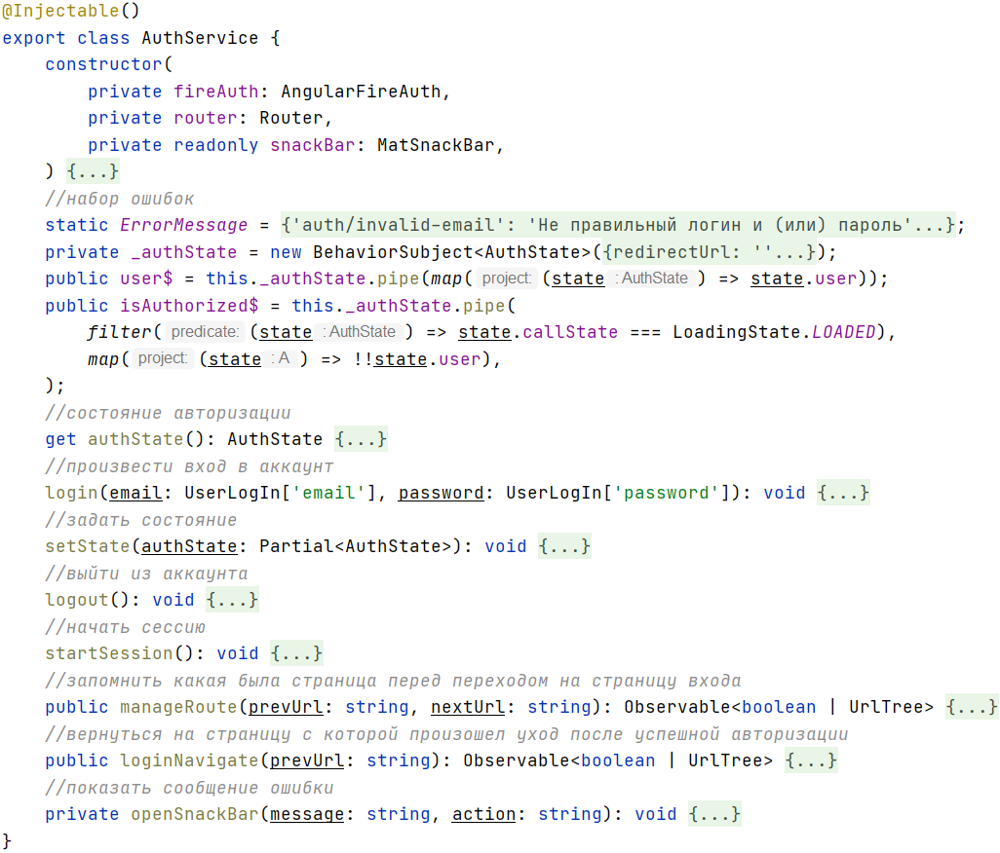 @Injectable()
export class AuthService {
    constructor(
        private fireAuth: AngularFireAuth,
        private router: Router,
        private readonly snackBar: MatSnackBar,
    ) {...}
    //набор ошибок
    static ErrorMessage = {'auth/invalid-email': 'Не правильный логин и (или) пароль'...};
    private _authState = new BehaviorSubject<AuthState>({redirectUrl: ''...});
    public user$ = this._authState.pipe(map( project: (state : AuthState ) => state.user));
    public isAuthorized$ = this._authState.pipe(
        filter( predicate: (state : AuthState ) => state.callState === LoadingState.LOADED),
        map( project: (state : A ) => !!state.user),
    );
    //состояние авторизации
    get authState(): AuthState {...}
    //произвести вход в аккаунт
    login(email: UserLogIn['email'], password: UserLogIn['password']): void {...}
    //задать состояние
    setState(authState: Partial<AuthState>): void {...}
    //выйти из аккаунта
    logout(): void {...}
    //начать сессию
    startSession(): void {...}
    //запомнить какая была страница перед переходом на страницу входа
    public manageRoute(prevUrl: string, nextUrl: string): Observable<boolean | UrlTree> {...}
    //вернуться на страницу с которой произошел уход после успешной авторизации
    public loginNavigate(prevUrl: string): Observable<boolean | UrlTree> {...}
    //показать сообщение ошибки
    private openSnackBar(message: string, action: string): void {...}
}